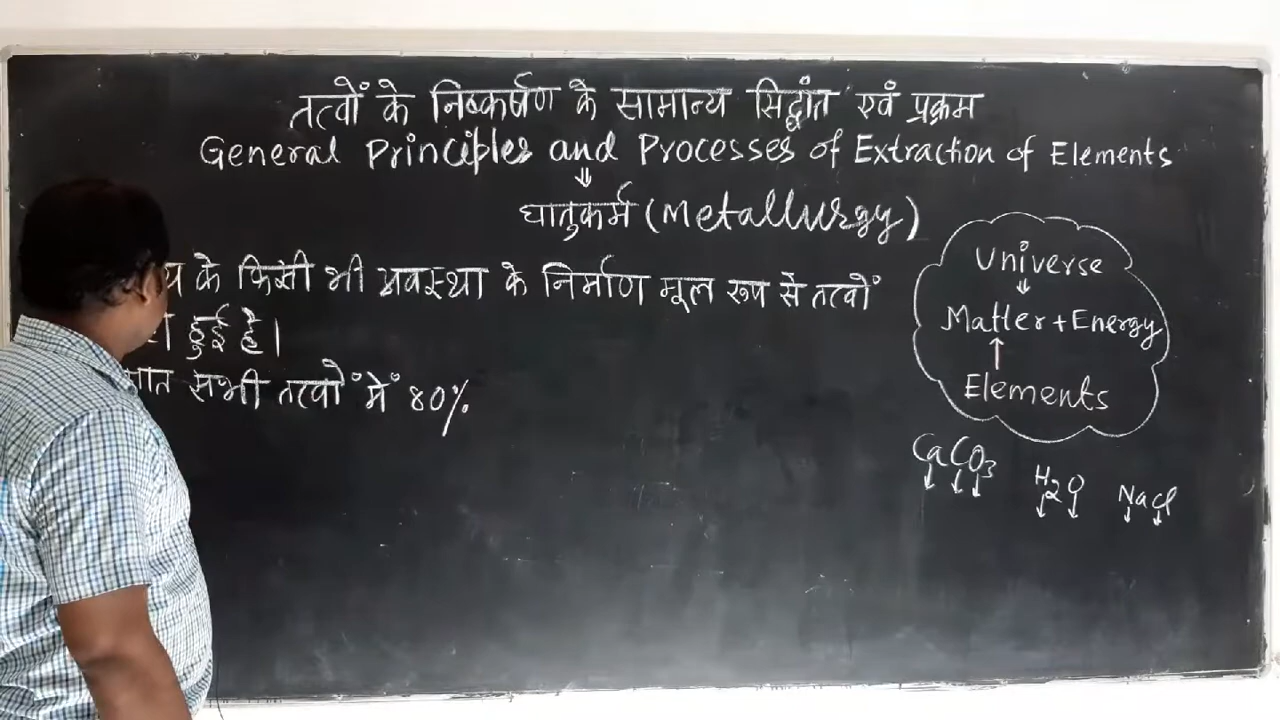 तत्वों के निष्कर्षण के सामान्य सिद्धांत एवं प्रक्रम
General Principles and Processes of Extraction of Elements
⇓
धातुकर्म (Metallurgy)
के किसी भी अवस्था के निर्माण मूल रूप से तत्वों
हुई है।
सभी तत्वों में 80%
Universe
⇓
Matter + Energy
↑
Elements
CaCO3
H2O
NaCl